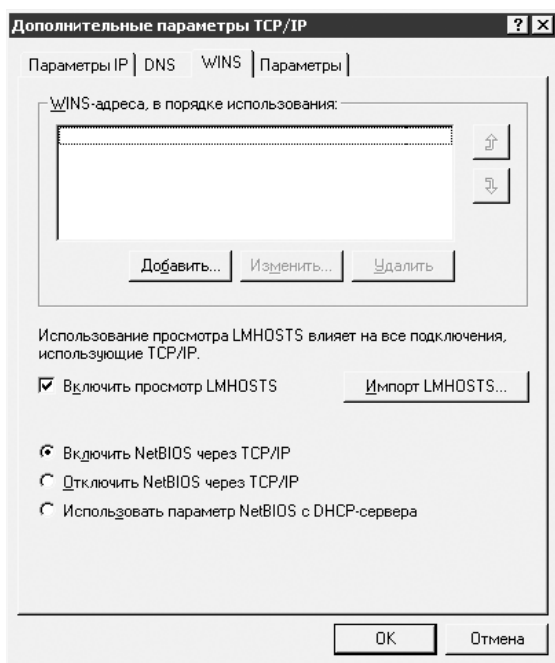 Дополнительные параметры TCP/IP
Параметры IP DNS WINS Параметры
WINS-адреса, в порядке использования:
Добавить... Изменить... Удалить
Использование просмотра LMHOSTS влияет на все подключения,
использующие TCP/IP.
Включить просмотр LMHOSTS Импорт LMHOSTS...
Включить NetBIOS через TCP/IP
Отключить NetBIOS через TCP/IP
Использовать параметр NetBIOS с DHCP-сервера
OK Отмена